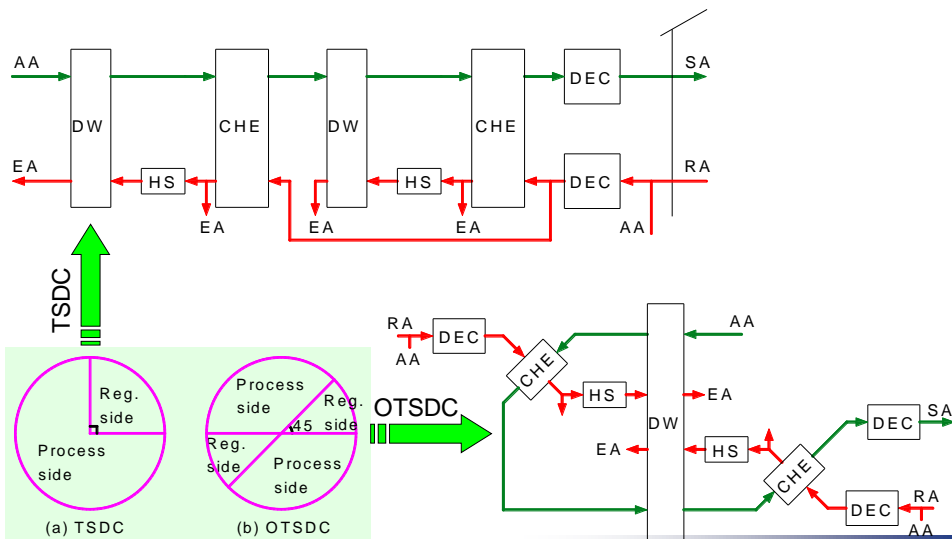 AA
DW
CHE
DW
CHE
DEC
SA
EA
HS
EA
EA
HS
EA
DEC
RA
AA
TSDC
RA
AA
DEC
CHE
HS
EA
DW
AA
EA
HS
CHE
DEC
SA
DEC
RA
AA
OTSDC
Reg.
side
Process
side
(a) TSDC
Process
side
Reg.
side
45
Reg.
side
Process
side
(b) OTSDC